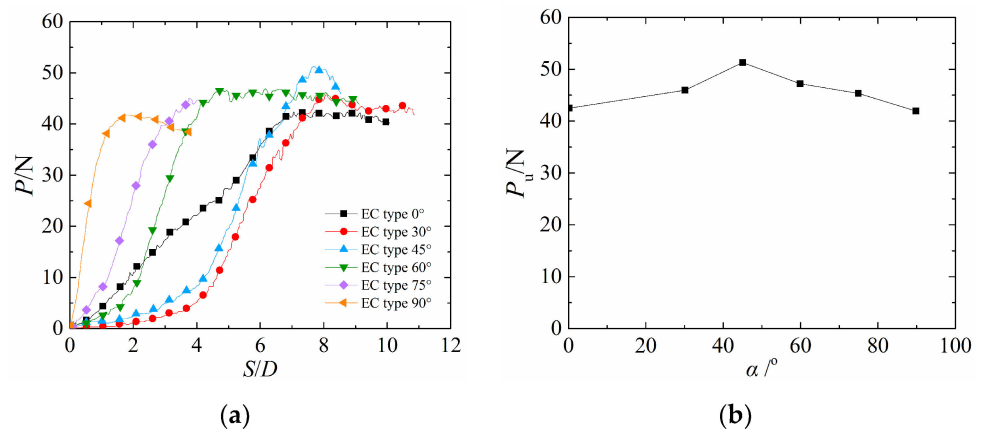 60
50
40
30
20
10
0
P/N
0 2 4 6 8 10 12
S/D
EC type 0°
EC type 30°
EC type 45°
EC type 60°
EC type 75°
EC type 90°
(a)
60
50
40
30
20
10
0
Pu/N
0 20 40 60 80 100
α /°
(b)